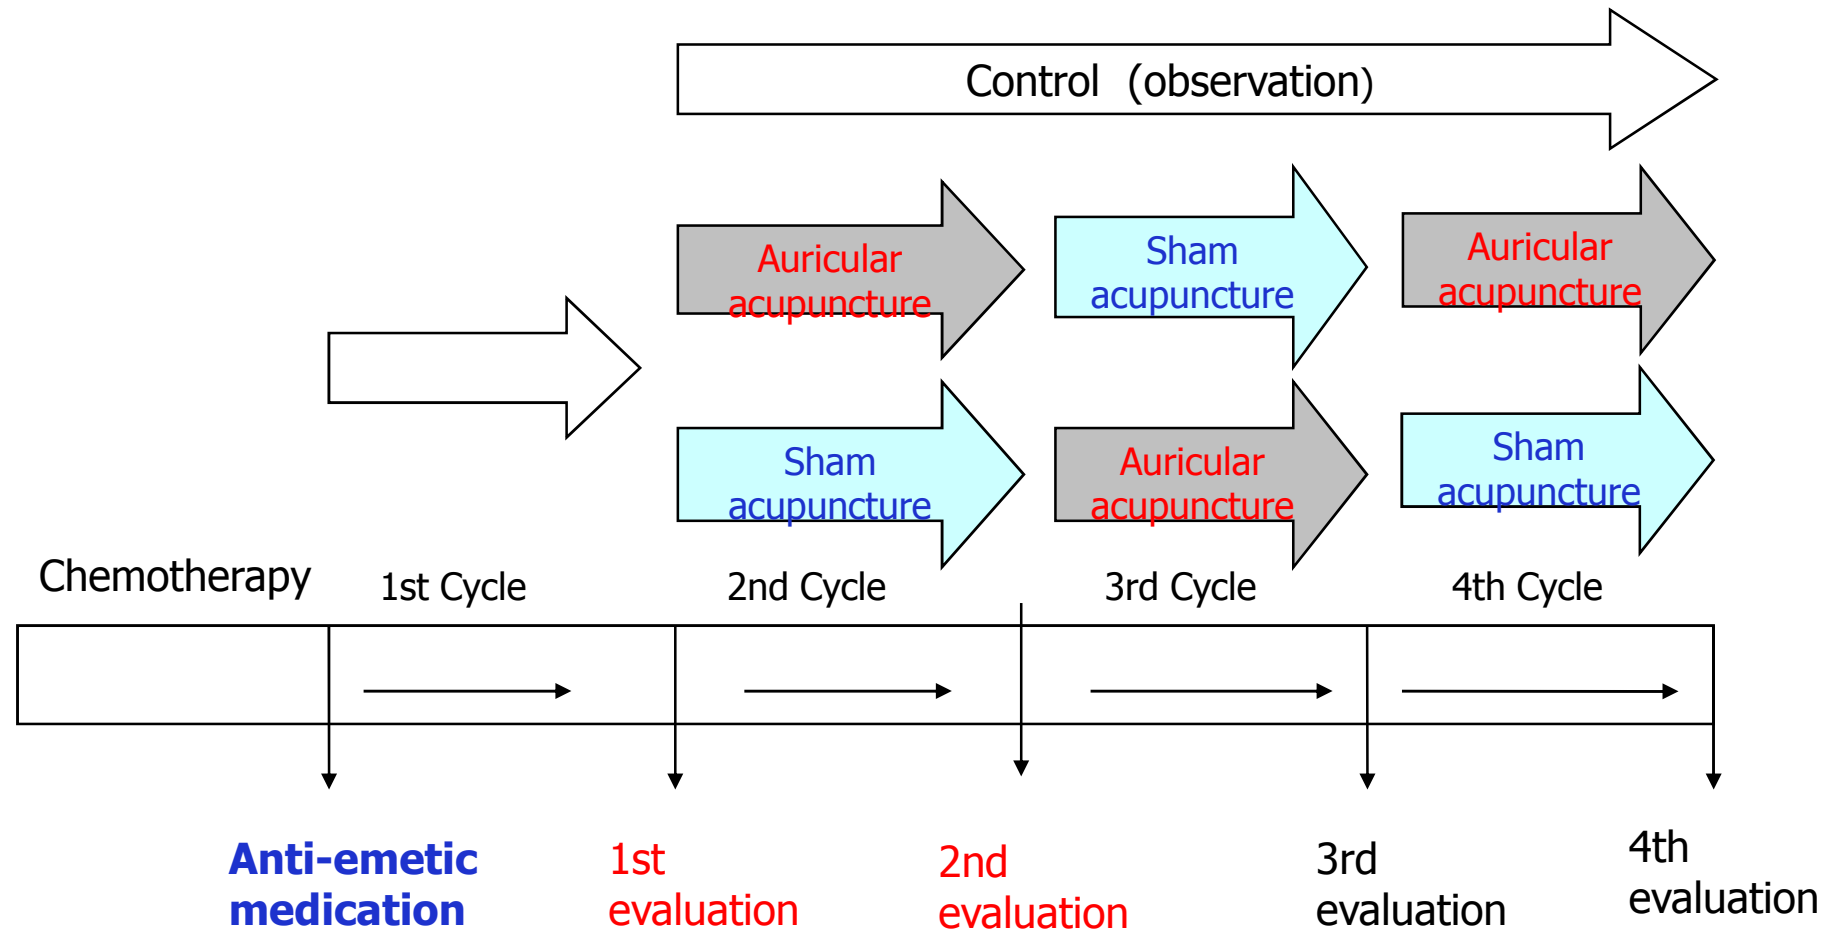 Control (observation)
Auricular
acupuncture
Sham
acupuncture
Auricular
acupuncture
Sham
acupuncture
Auricular
acupuncture
Sham
acupuncture
Chemotherapy
1st Cycle
2nd Cycle
3rd Cycle
4th Cycle
Anti-emetic
medication
1st
evaluation
2nd
evaluation
3rd
evaluation
4th
evaluation